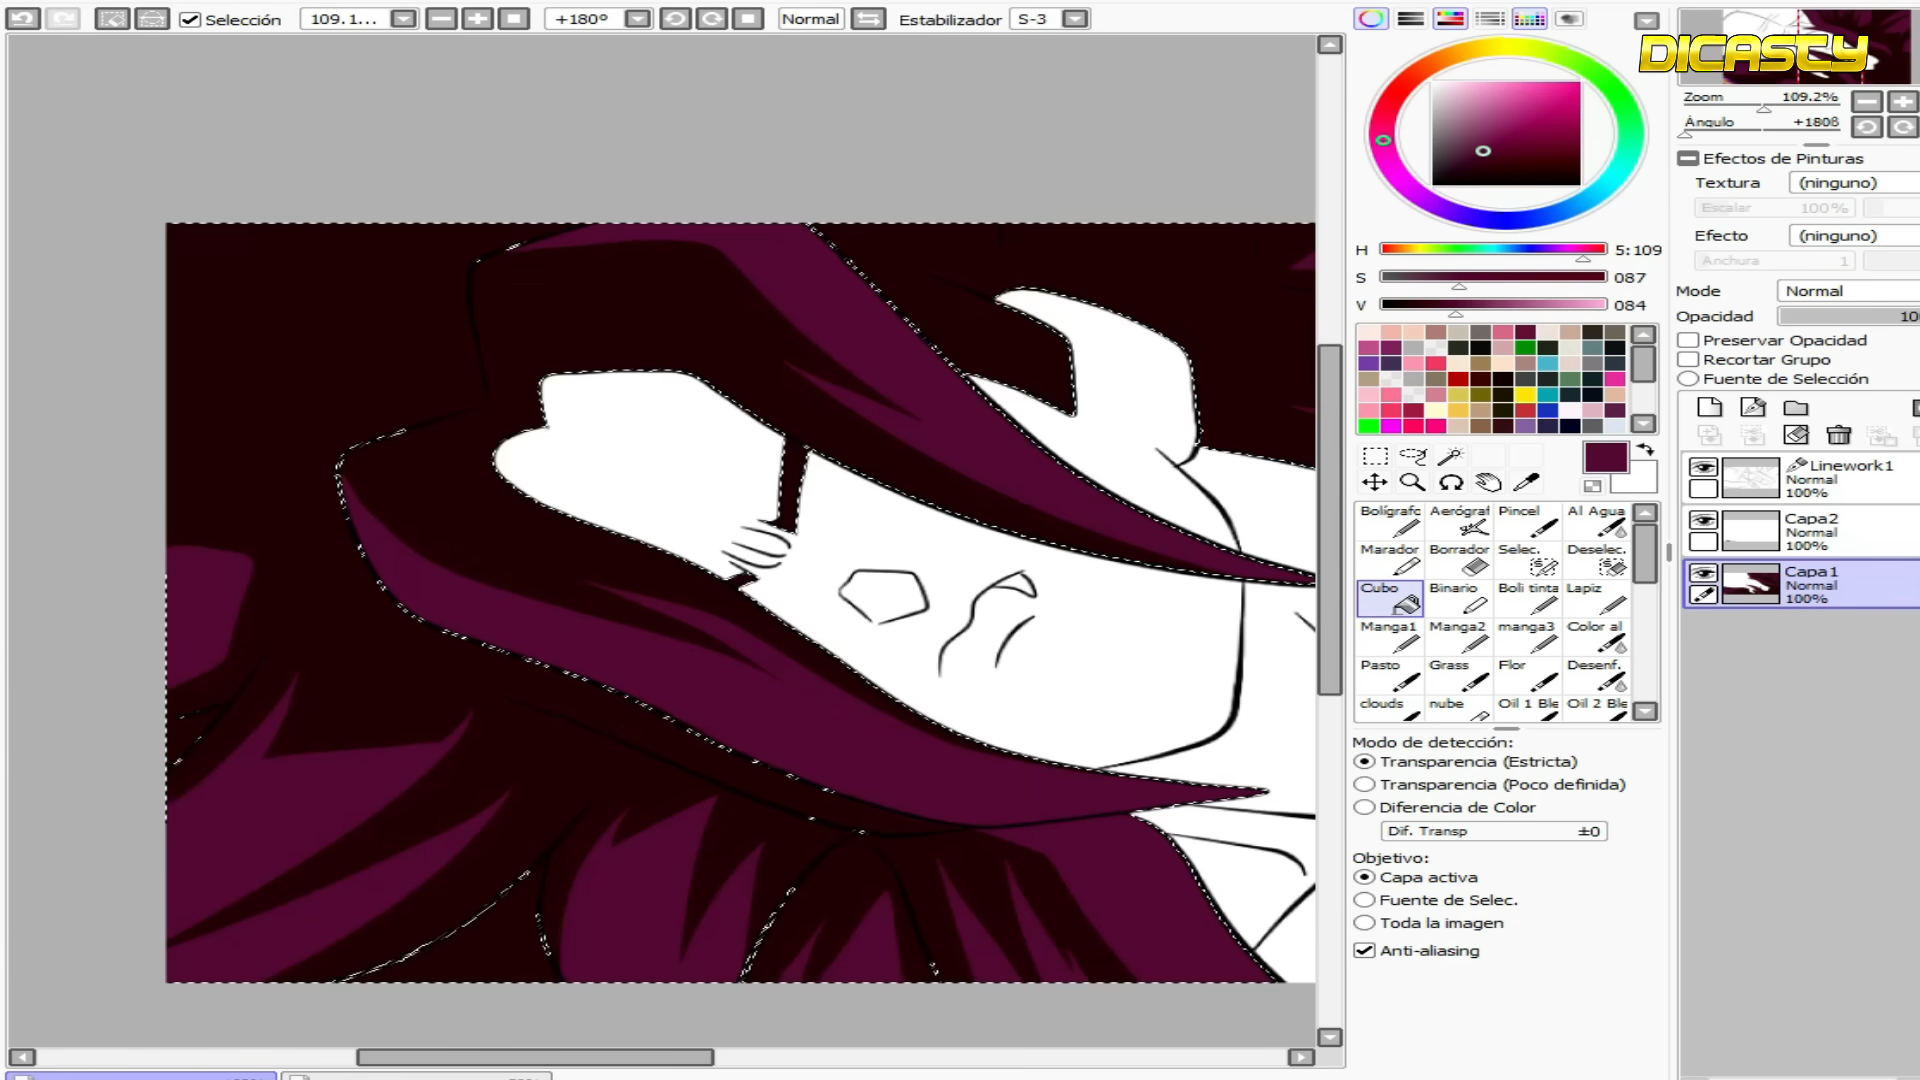 Selección
109.1...
+180º
Normal
Estabilizador
S-3
DICASTY
Zoom 109.2%
Ángulo +180ß
Efectos de Pinturas
Textura (ninguno)
Escalar 100%
Efecto (ninguno)
Anchura 1
Mode Normal
Opacidad 10
Preservar Opacidad
Recortar Grupo
Fuente de Selección
H 5:109
S 087
V 084
Linework1
Normal
100%
Capa2
Normal
100%
Capa1
Normal
100%
Bolígrafc Aerógraf Pincel Al Agua
Marador Borrador Selec. Deselec.
Cubo Binario Boli tinta Lapiz
Manga1 Manga2 manga3 Color al
Pasto Grass Flor Desenf.
clouds nube Oil 1 Ble Oil 2 Ble
Modo de detección:
Transparencia (Estricta)
Transparencia (Poco definida)
Diferencia de Color
Dif. Transp ±0
Objetivo:
Capa activa
Fuente de Selec.
Toda la imagen
Anti-aliasing